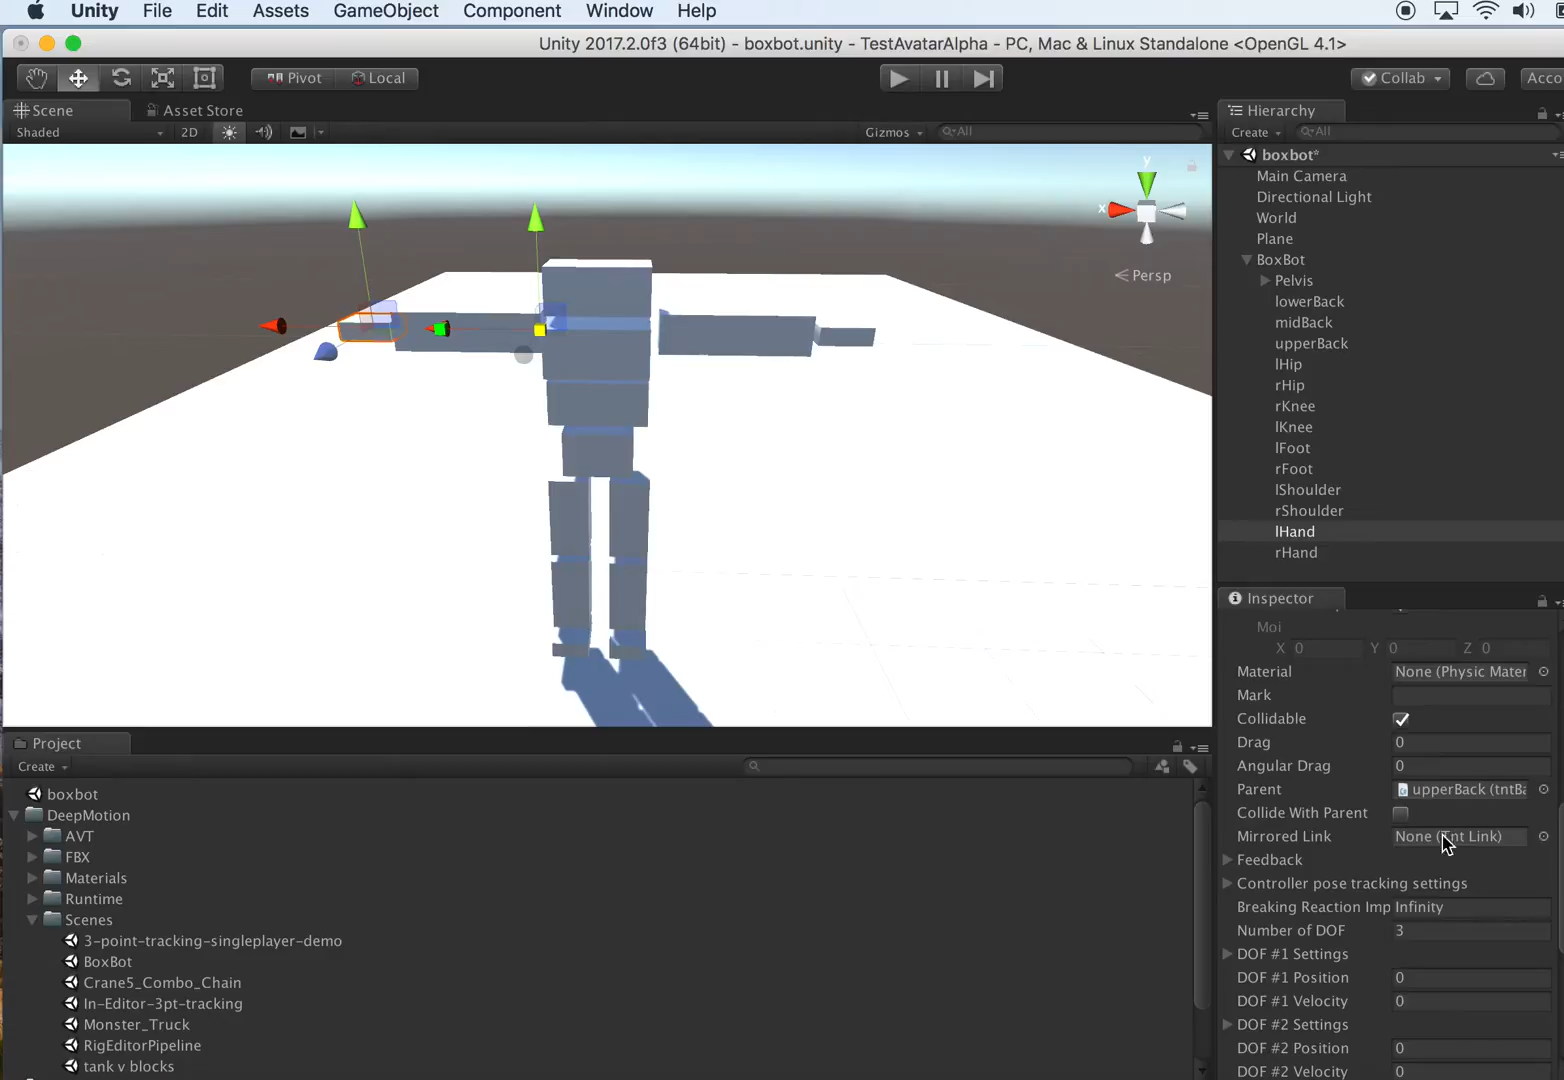 Unity File Edit Assets GameObject Component Window Help
Unity 2017.2.0f3 (64bit) - boxbot.unity - TestAvatarAlpha - PC, Mac & Linux Standalone <OpenGL 4.1>
Pivot Local Collab Acco
Scene Asset Store
Shaded 2D Gizmos All
y
x
Persp
Hierarchy
Create All
boxbot*
Main Camera
Directional Light
World
Plane
BoxBot
Pelvis
lowerBack
midBack
upperBack
lHip
rHip
rKnee
lKnee
lFoot
rFoot
lShoulder
rShoulder
lHand
rHand
Inspector
Moi
X 0 Y 0 Z 0
Material None (Physic Mater
Mark
Collidable
Drag 0
Angular Drag 0
Parent upperBack (tntBa
Collide With Parent
Mirrored Link None (Tnt Link)
Feedback
Controller pose tracking settings
Breaking Reaction Imp Infinity
Number of DOF 3
DOF #1 Settings
DOF #1 Position 0
DOF #1 Velocity 0
DOF #2 Settings
DOF #2 Position 0
DOF #2 Velocity 0
Project
Create
boxbot
DeepMotion
AVT
FBX
Materials
Runtime
Scenes
3-point-tracking-singleplayer-demo
BoxBot
Crane5_Combo_Chain
In-Editor-3pt-tracking
Monster_Truck
RigEditorPipeline
tank v blocks